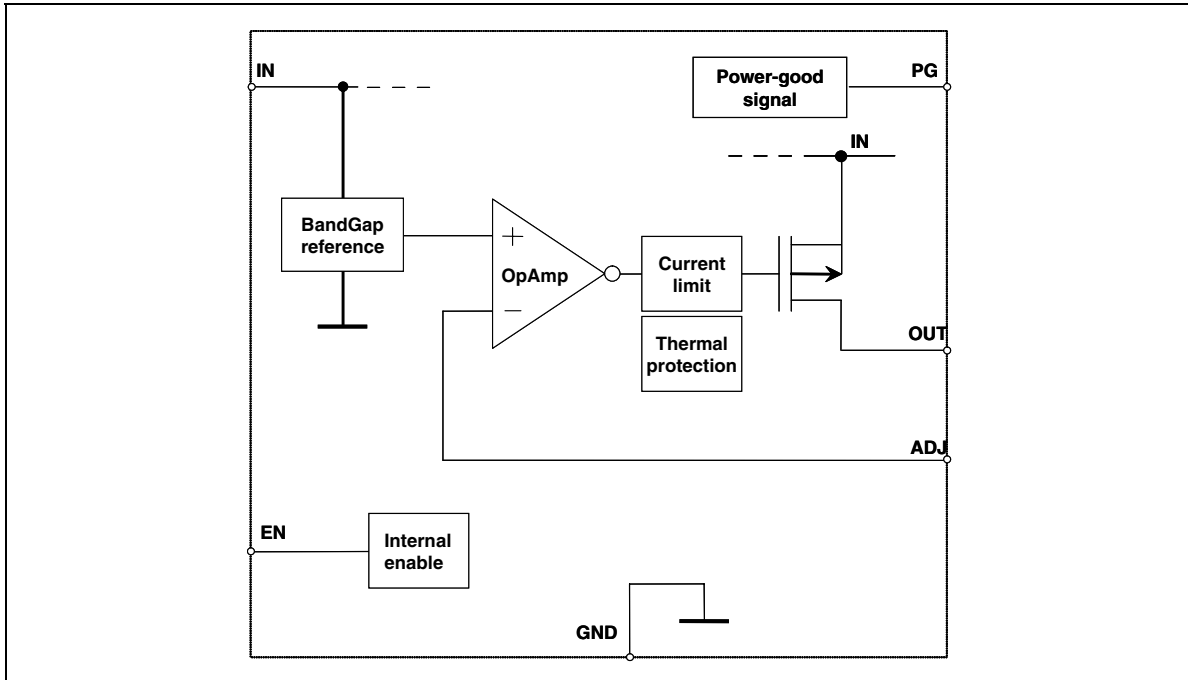 IN
PG
Power-good
signal
IN
BandGap
reference
+
OpAmp
−
Current
limit
Thermal
protection
OUT
ADJ
EN
Internal
enable
GND